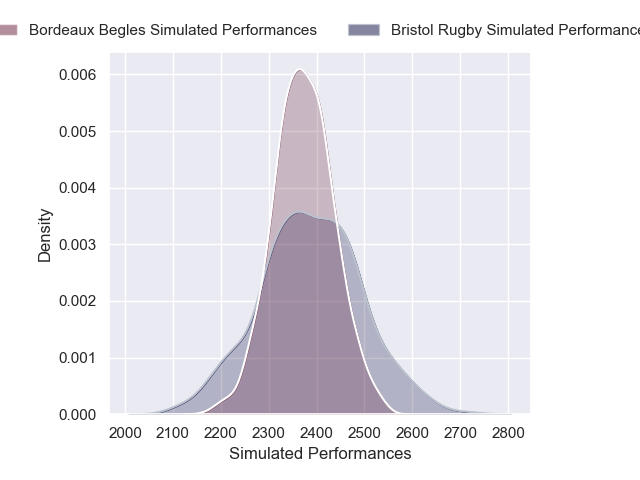 Bordeaux Begles Simulated Performances
Bristol Rugby Simulated Performance
0.006
0.005
0.004
0.003
0.002
0.001
0.000
Density
2000 2100 2200 2300 2400 2500 2600 2700 2800
Simulated Performances